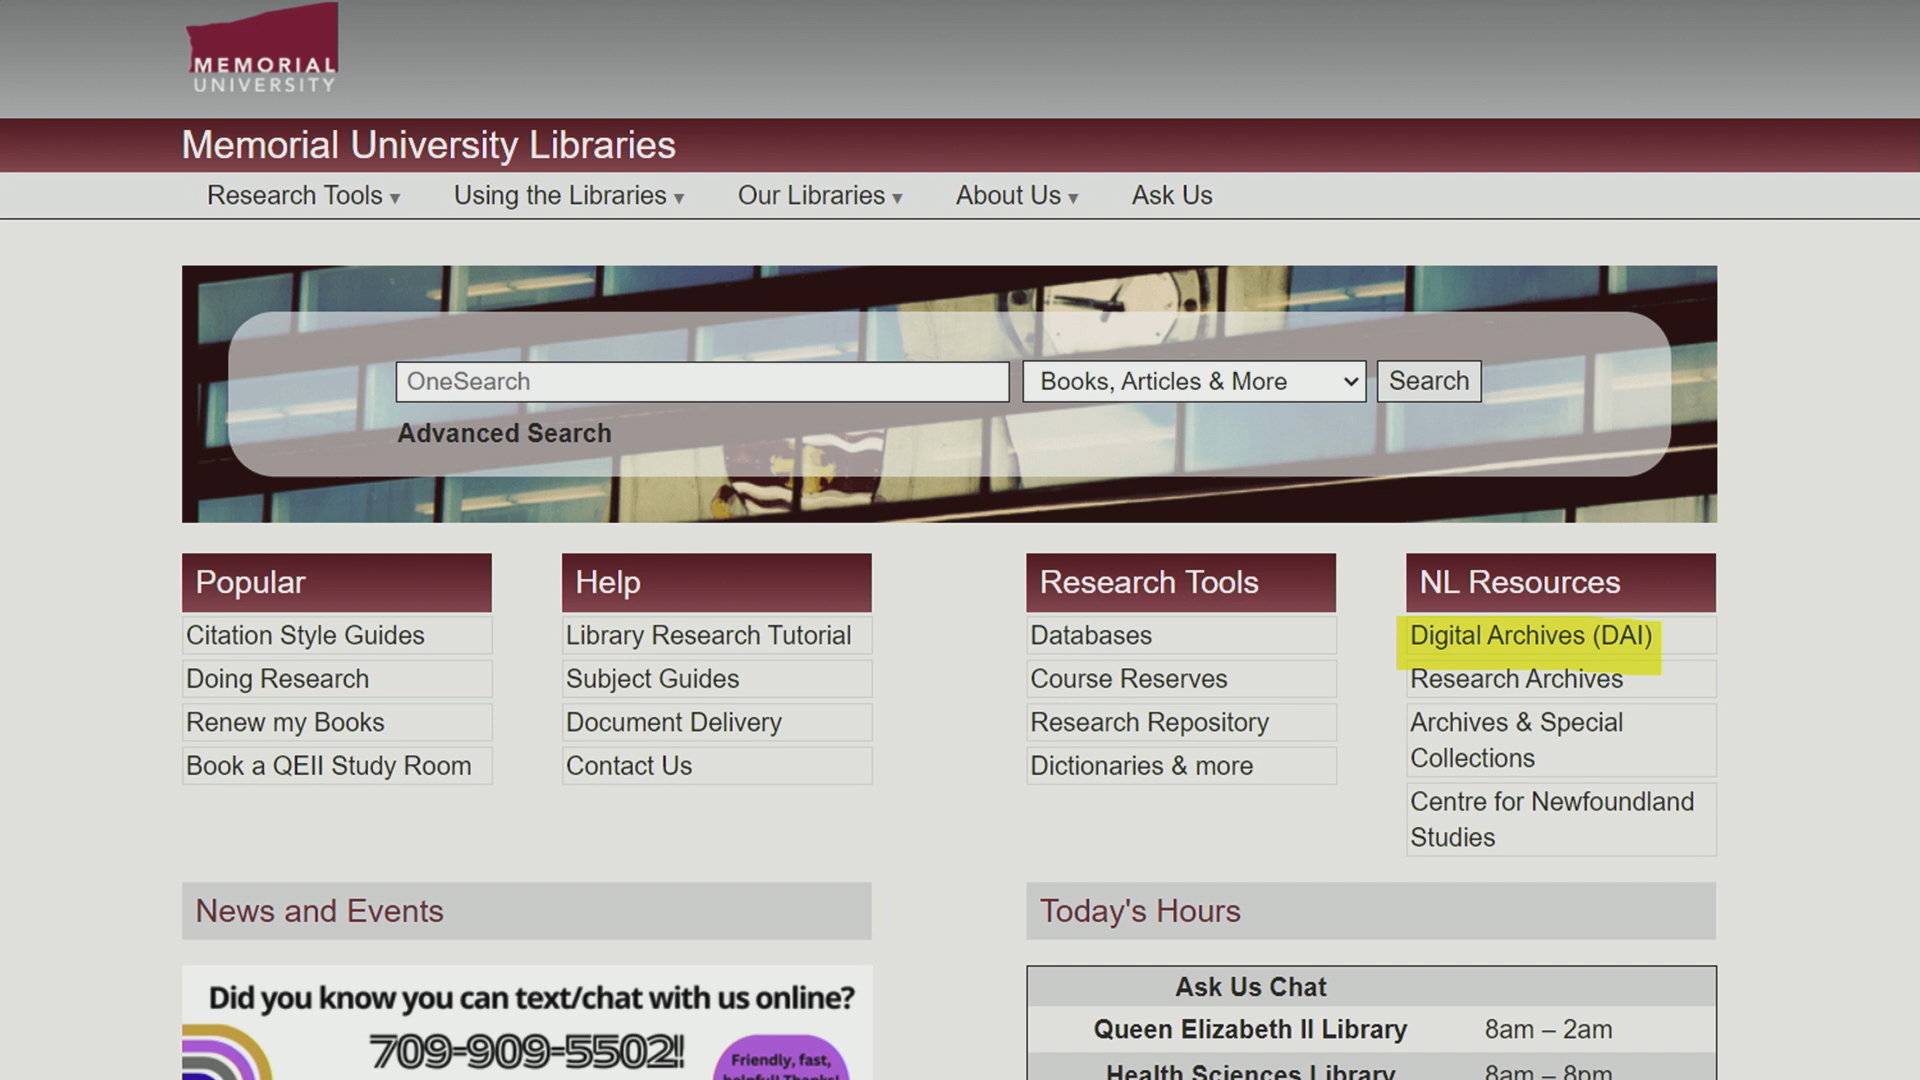 MEMORIAL
UNIVERSITY
Memorial University Libraries
Research Tools ▾ Using the Libraries ▾ Our Libraries ▾ About Us ▾ Ask Us
OneSearch Books, Articles & More Search
Advanced Search
Popular
Citation Style Guides
Doing Research
Renew my Books
Book a QEII Study Room
Help
Library Research Tutorial
Subject Guides
Document Delivery
Contact Us
Research Tools
Databases
Course Reserves
Research Repository
Dictionaries & more
NL Resources
Digital Archives (DAI)
Research Archives
Archives & Special
Collections
Centre for Newfoundland
Studies
News and Events
Did you know you can text/chat with us online?
709-909-5502!
Friendly, fast,
helpful! Thanks!
Today's Hours
Ask Us Chat
Queen Elizabeth II Library 8am – 2am
Health Sciences Library 8am – 8pm